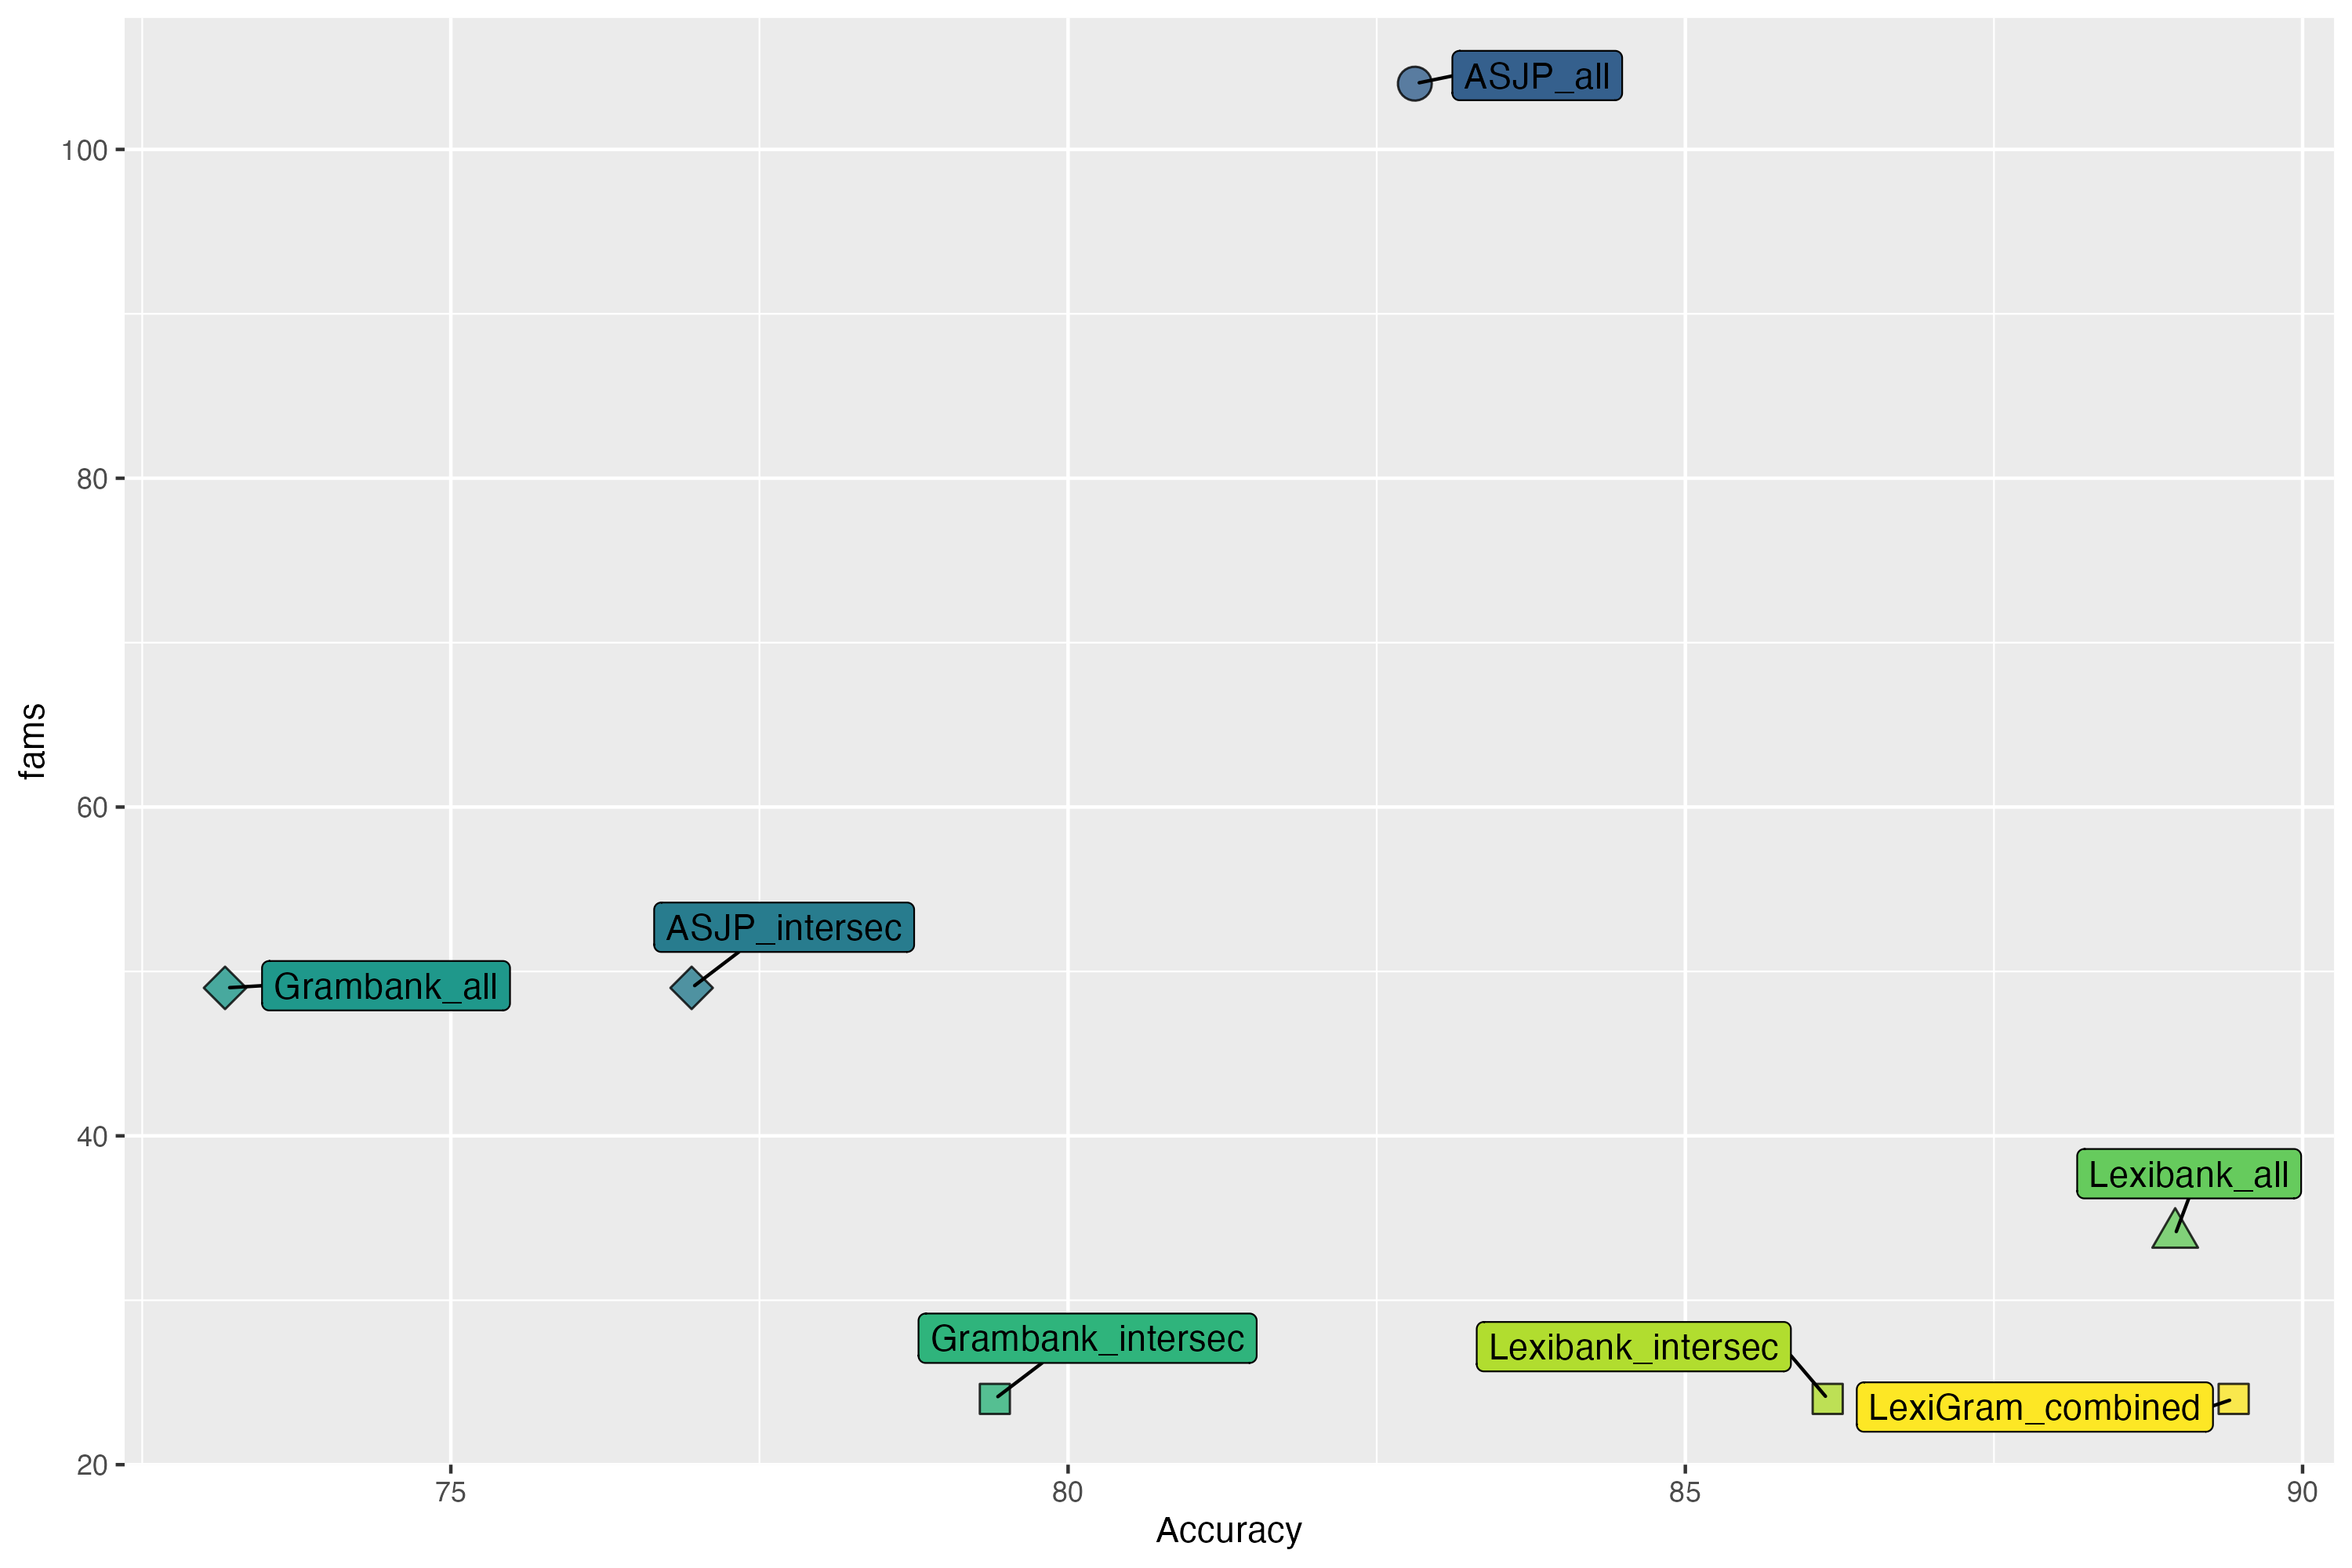 ASJP_all
100
80
fams
60
ASJP_intersec
Grambank_all
40
Lexibank_all
Grambank_intersec
Lexibank_intersec
LexiGram_combined
20
75
80
85
90
Accuracy